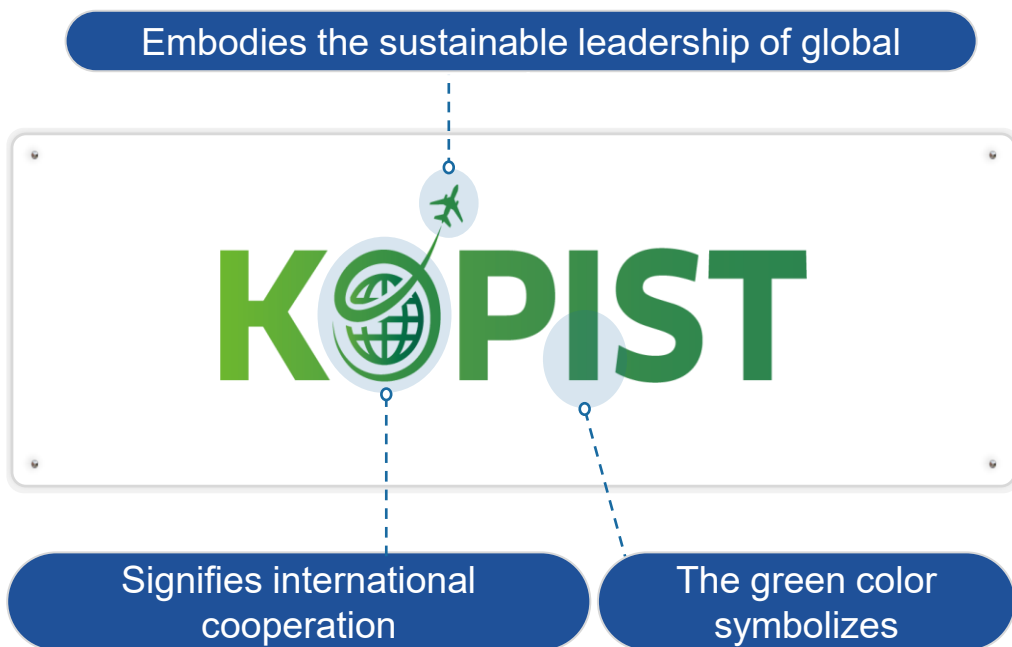 Embodies the sustainable leadership of global
KOPIST
Signifies international
cooperation
The green color
symbolizes